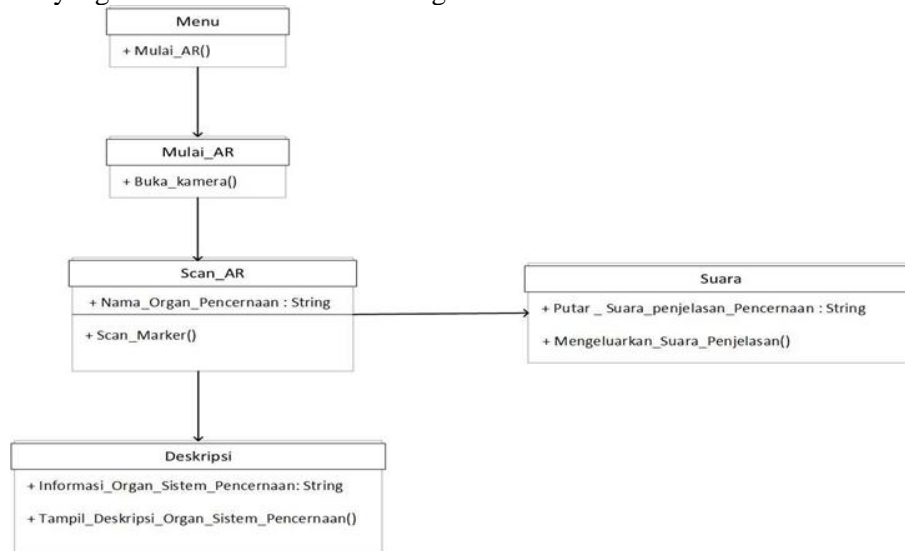 Menu
+ Mulai_AR()
Mulai_AR
+ Buka_kamera()
Scan_AR
+ Nama_Organ_Pencernaan : String
+ Scan_Marker()
Suara
+ Putar _ Suara_penjelasan_Pencernaan : String
+ Mengeluarkan_Suara_Penjelasan()
Deskripsi
+ Informasi_Organ_Sistem_Pencernaan: String
+ Tampil_Deskripsi_Organ_Sistem_Pencernaan()